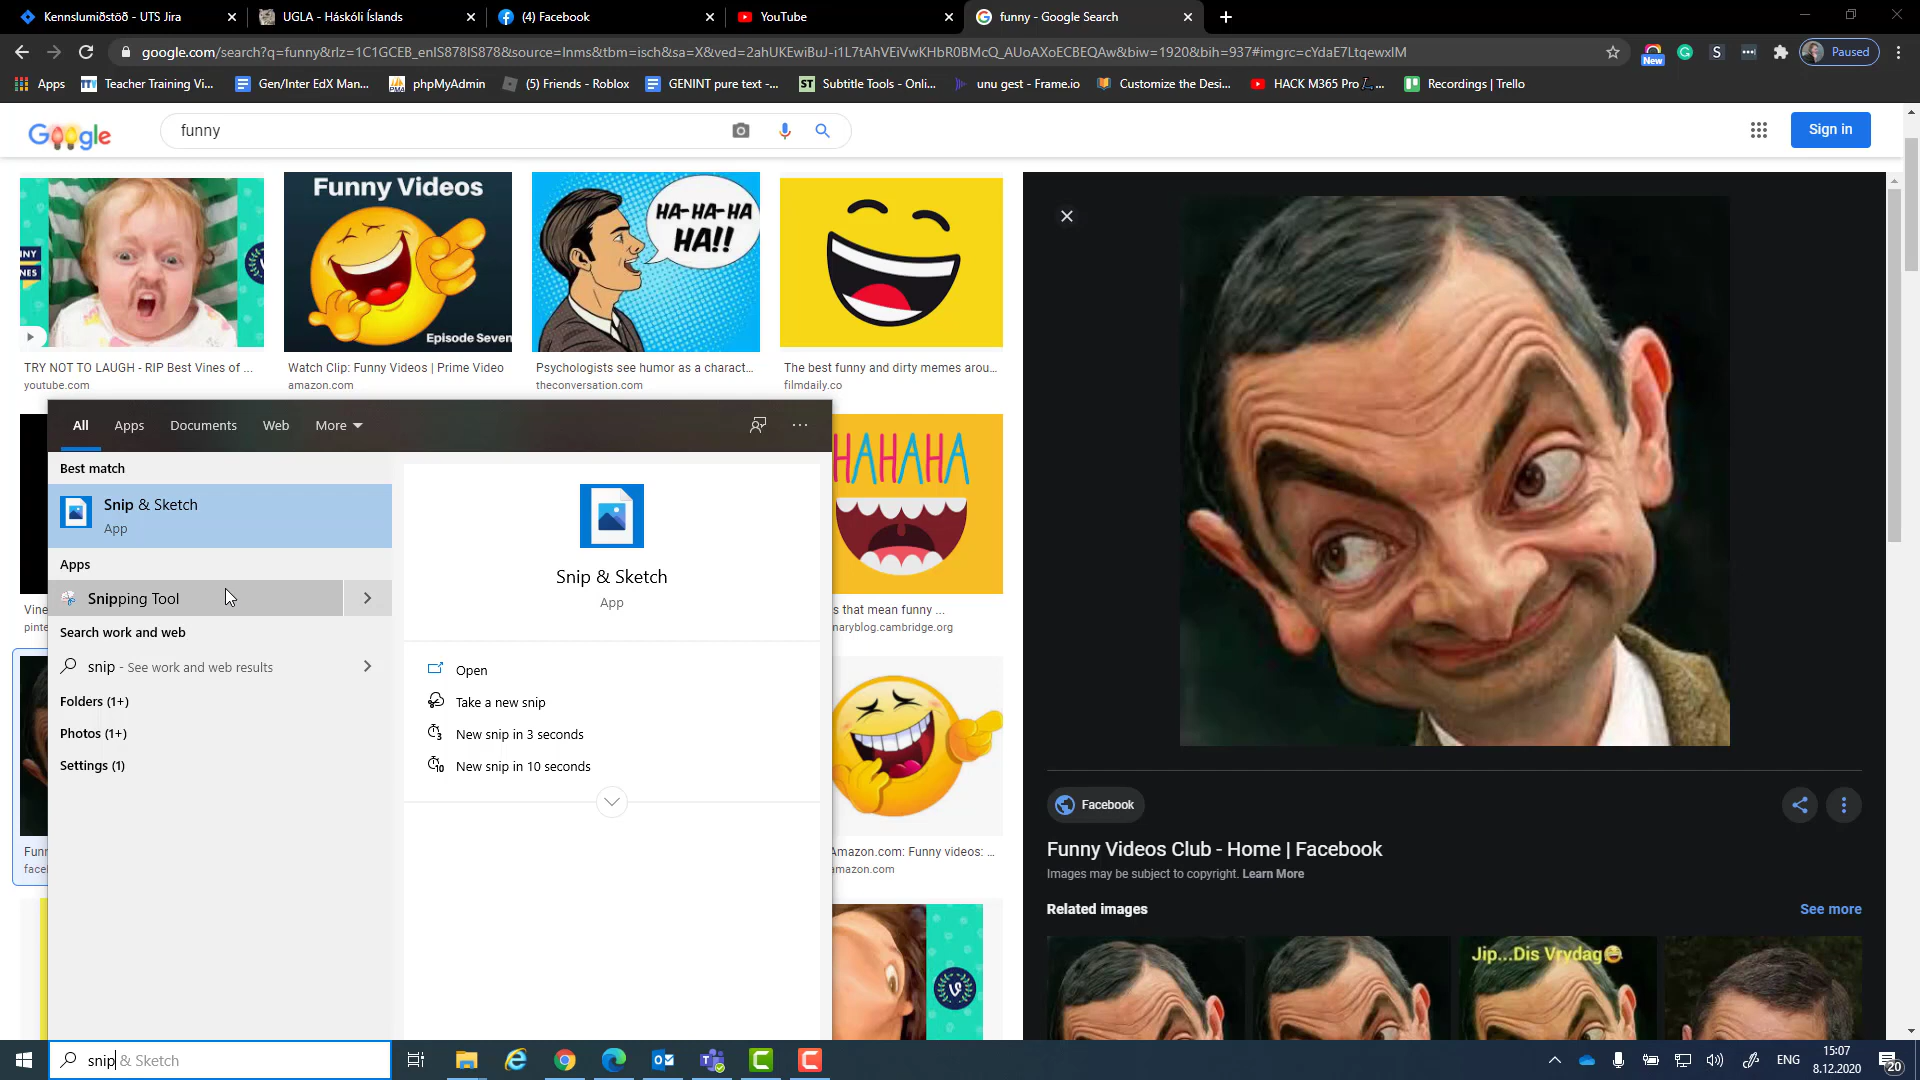 Kennslumiðstöð - UTS Jira
UGLA - Háskóli Íslands
(4) Facebook
YouTube
funny - Google Search
google.com/search?q=funny&rlz=1C1GCEB_enIS878IS878&source=lnms&tbm=isch&sa=X&ved=2ahUKEwiBuJ-i1L7tAhVEiVwKHbR0BMcQ_AUoAXoECBEQAw&biw=1920&bih=937#imgrc=cYdaE7LtqewxlM
New
S
Paused
Apps
Teacher Training Vi...
Gen/Inter EdX Man...
phpMyAdmin
(5) Friends - Roblox
GENINT pure text -...
ST
Subtitle Tools - Onli...
unu gest - Frame.io
Customize the Desi...
HACK M365 Pro
Recordings | Trello
Google
funny
Sign in
Funny Videos
Episode Seven
HA-HA-HA
HA!!
TRY NOT TO LAUGH - RIP Best Vines of ...
youtube.com
Watch Clip: Funny Videos | Prime Video
amazon.com
Psychologists see humor as a charact...
theconversation.com
The best funny and dirty memes arou...
filmdaily.co
All
Apps
Documents
Web
More
Best match
Snip & Sketch
App
Apps
Snipping Tool
Search work and web
snip - See work and web results
Folders (1+)
Photos (1+)
Settings (1)
Snip & Sketch
App
Open
Take a new snip
New snip in 3 seconds
New snip in 10 seconds
HAHAHA
s that mean funny ...
naryblog.cambridge.org
Vine
pinte
Funn
face
Amazon.com: Funny videos: ...
amazon.com
Facebook
Funny Videos Club - Home | Facebook
Images may be subject to copyright. Learn More
Related images
See more
Jip...Dis Vrydag
snip & Sketch
ENG
15:07
8.12.2020
20